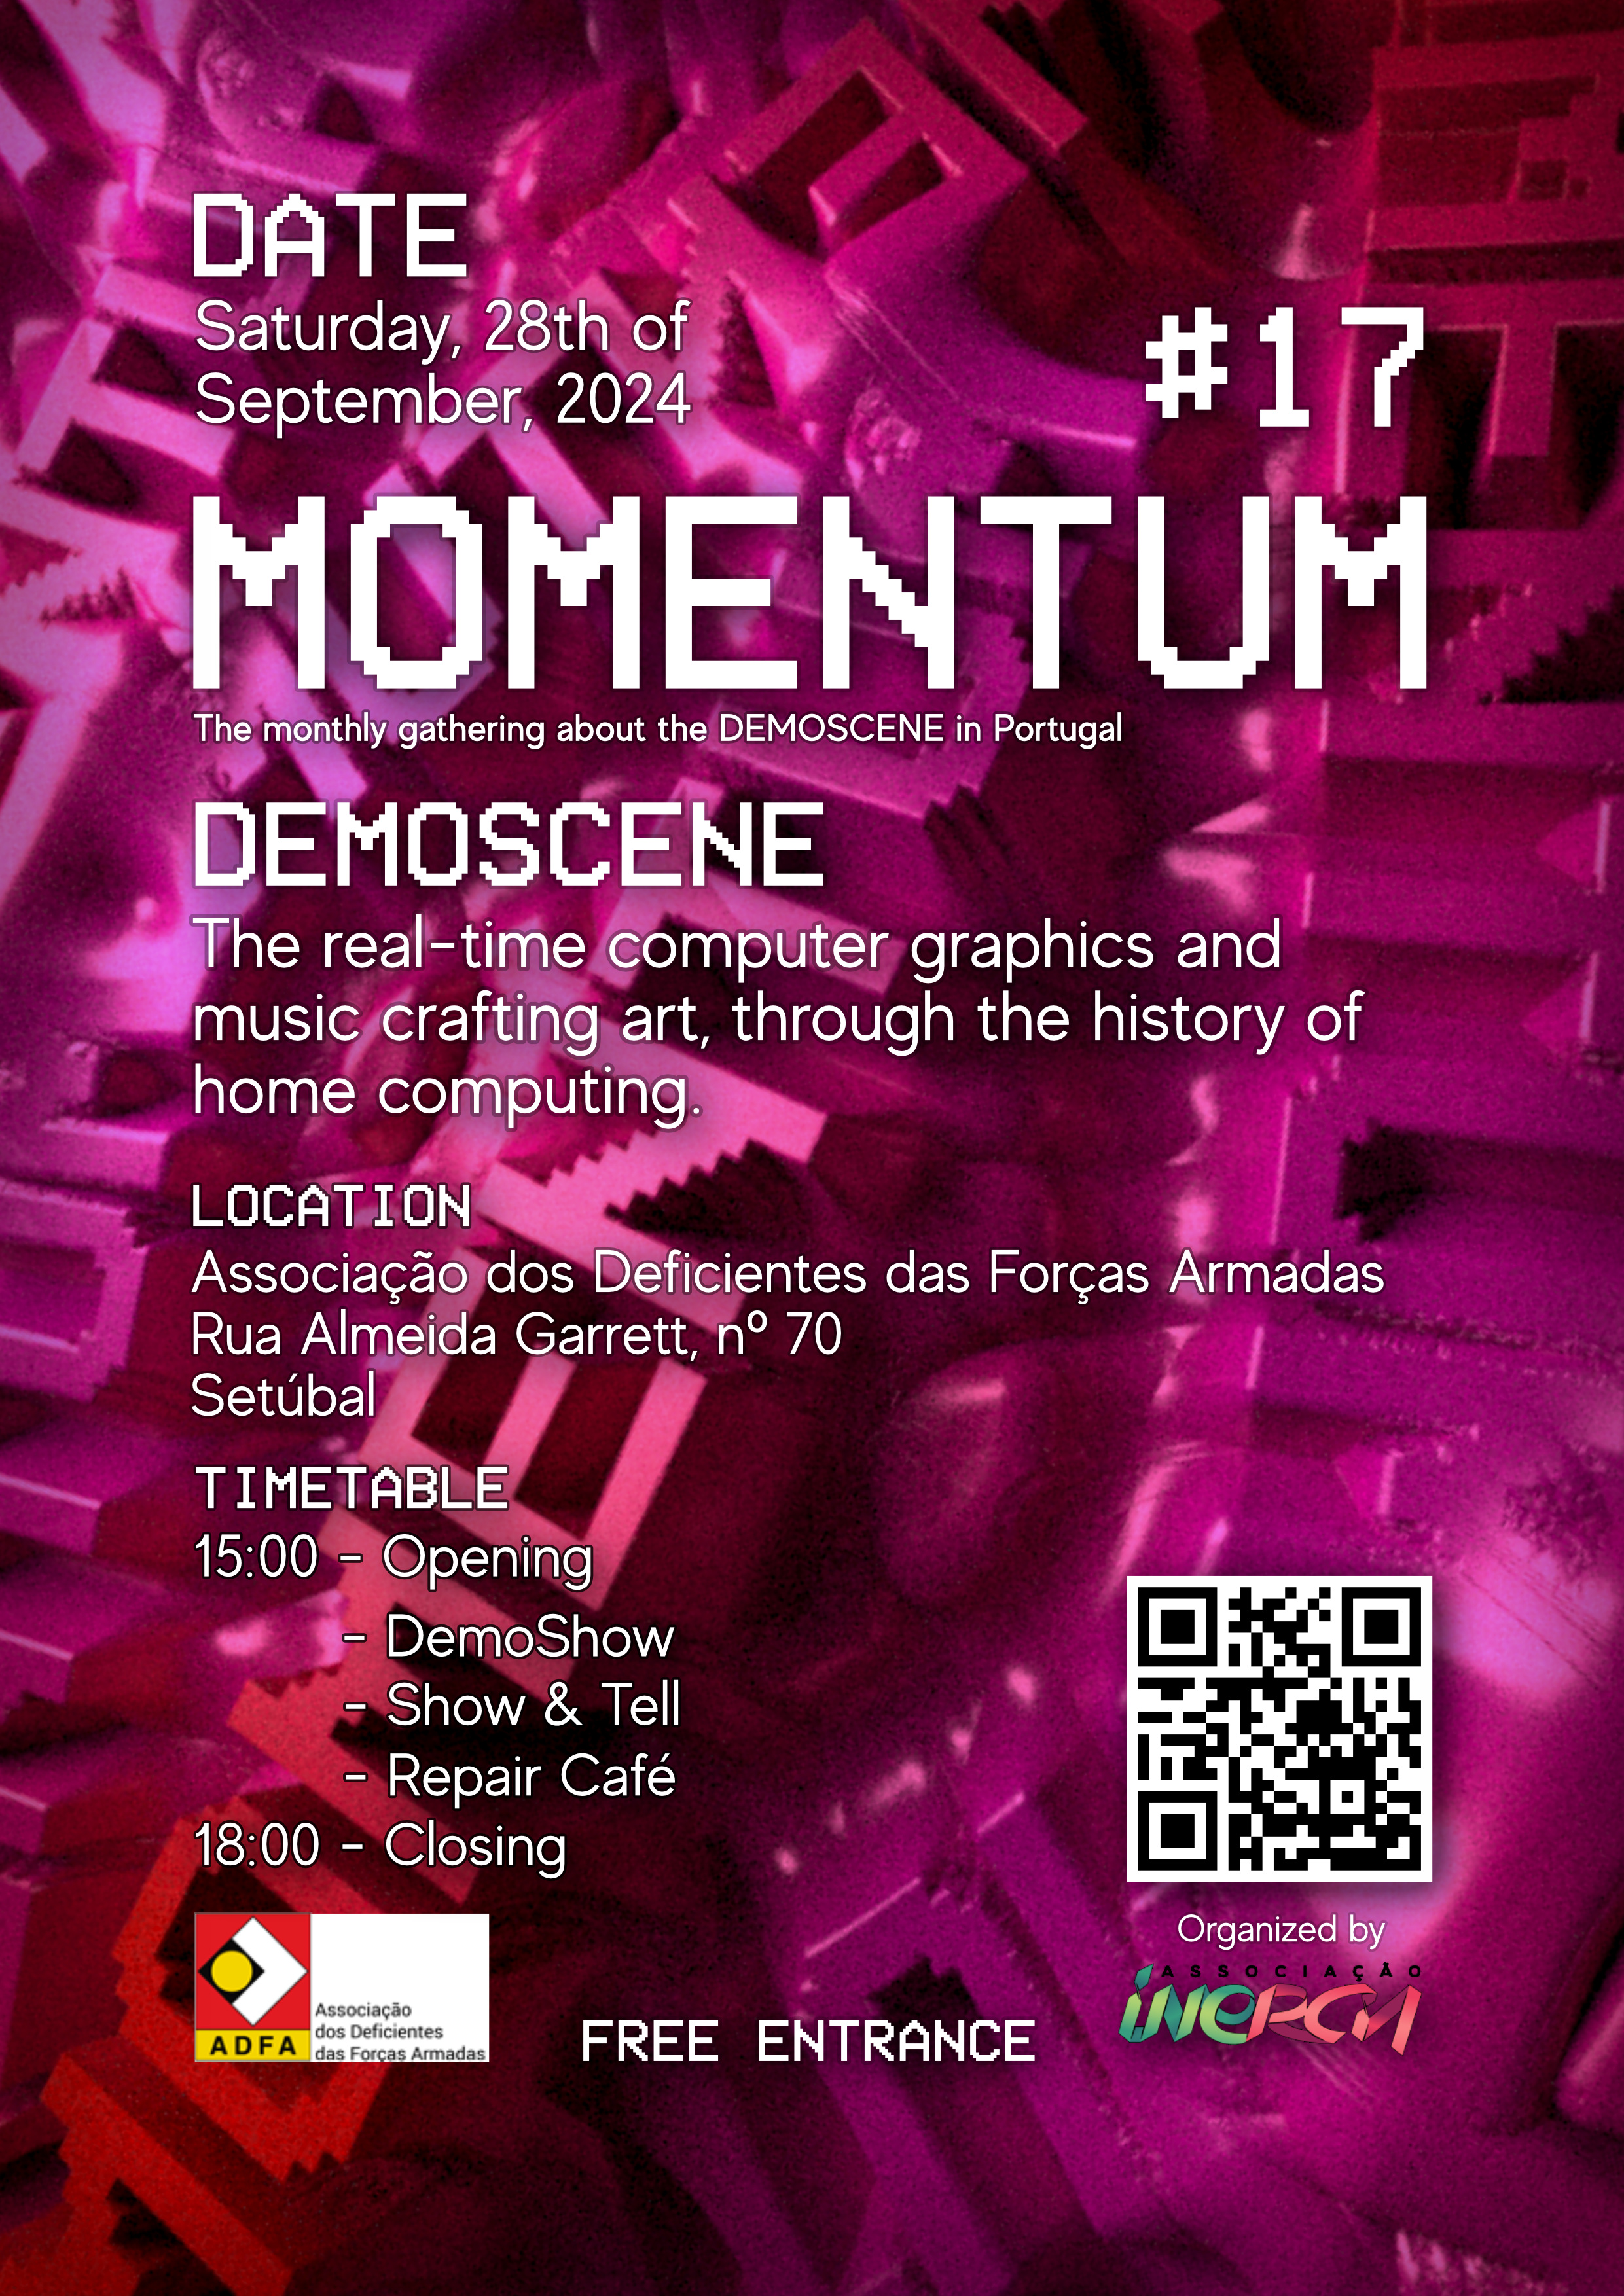 DATE
Saturday, 28th of
September, 2024
#17
MOMENTUM
The monthly gathering about the DEMOSCENE in Portugal
DEMOSCENE
The real-time computer graphics and
music crafting art, through the history of
home computing.
LOCATION
Associação dos Deficientes das Forças Armadas
Rua Almeida Garrett, nº 70
Setúbal
TIMETABLE
15:00 - Opening
- DemoShow
- Show & Tell
- Repair Café
18:00 - Closing
ADFA
Associação
dos Deficientes
das Forças Armadas
FREE ENTRANCE
Organized by
ASSOCIAÇÃO
inércia